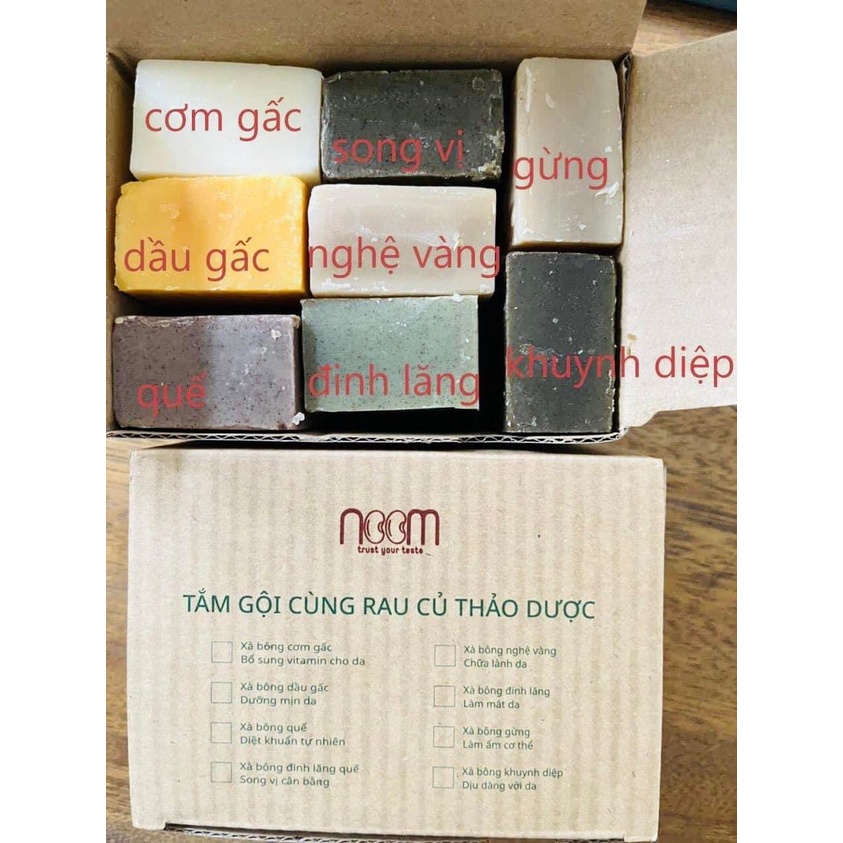 cơm gấc
song vị
gừng
dầu gấc
nghệ vàng
quế
đinh lăng
khuynh diệp
noom
trust your taste
TẮM GỘI CÙNG RAU CỦ THẢO DƯỢC
Xà bông cơm gấc
Bổ sung vitamin cho da
Xà bông dầu gấc
Dưỡng mịn da
Xà bông quế
Diệt khuẩn tự nhiên
Xà bông đinh lăng quế
Song vị cân bằng
Xà bông nghệ vàng
Chữa lành da
Xà bông đinh lăng
Làm mát da
Xà bông gừng
Làm ấm cơ thể
Xà bông khuynh diệp
Dịu dàng với da